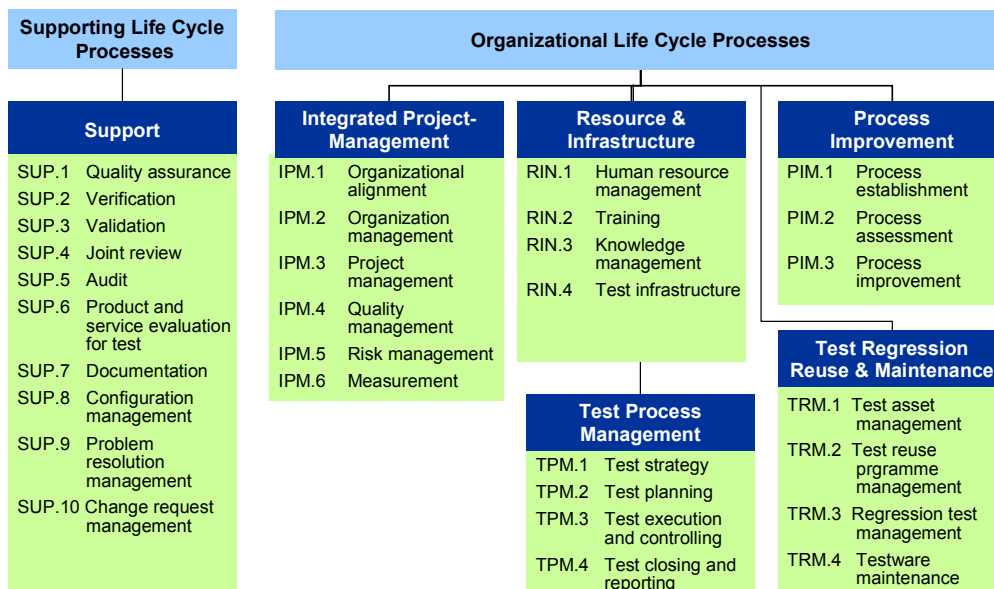 Supporting Life Cycle
Processes
Organizational Life Cycle Processes
Support
SUP.1 Quality assurance
SUP.2 Verification
SUP.3 Validation
SUP.4 Joint review
SUP.5 Audit
SUP.6 Product and
service evaluation
for test
SUP.7 Documentation
SUP.8 Configuration
management
SUP.9 Problem
resolution
management
SUP.10 Change request
management
Integrated Project-
Management
IPM.1 Organizational
alignment
IPM.2 Organization
management
IPM.3 Project
management
IPM.4 Quality
management
IPM.5 Risk management
IPM.6 Measurement
Resource &
Infrastructure
RIN.1 Human resource
management
RIN.2 Training
RIN.3 Knowledge
management
RIN.4 Test infrastructure
Test Process
Management
TPM.1 Test strategy
TPM.2 Test planning
TPM.3 Test execution
and controlling
TPM.4 Test closing and
reporting
Process
Improvement
PIM.1 Process
establishment
PIM.2 Process
assessment
PIM.3 Process
improvement
Test Regression
Reuse & Maintenance
TRM.1 Test asset
management
TRM.2 Test reuse
prgramme
management
TRM.3 Regression test
management
TRM.4 Testware
maintenance